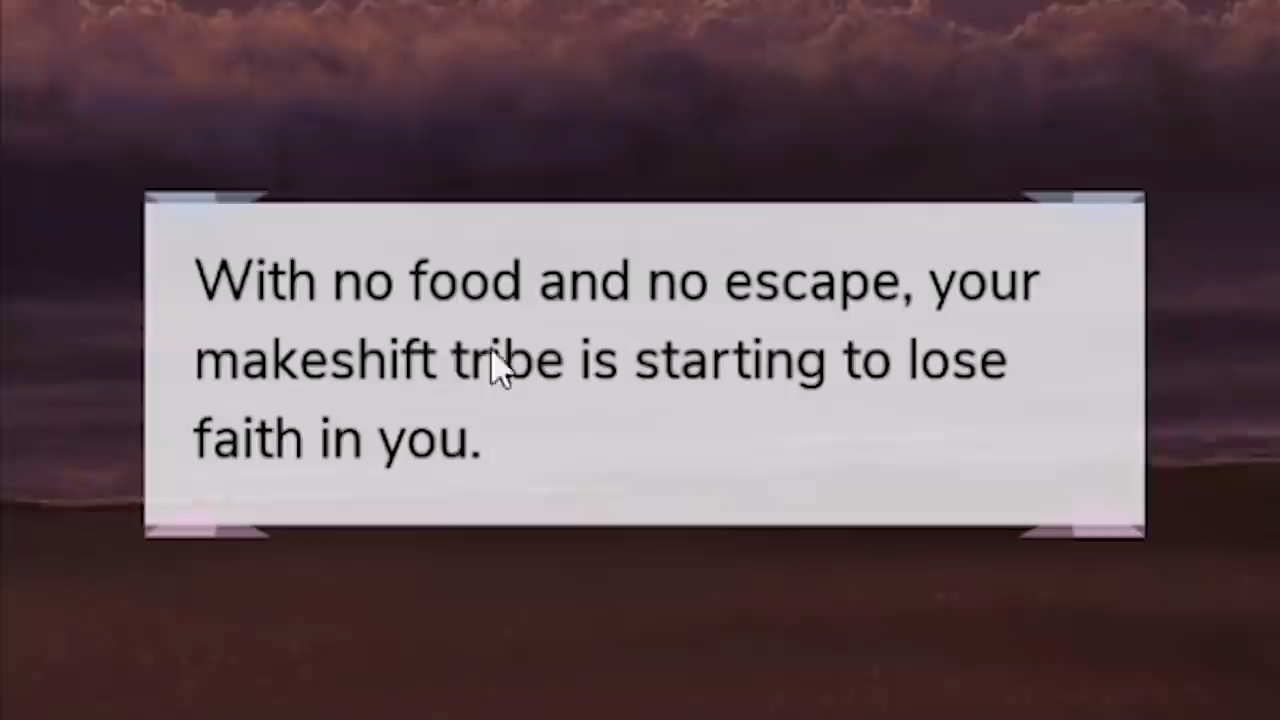 With no food and no escape, your
makeshift tribe is starting to lose
faith in you.